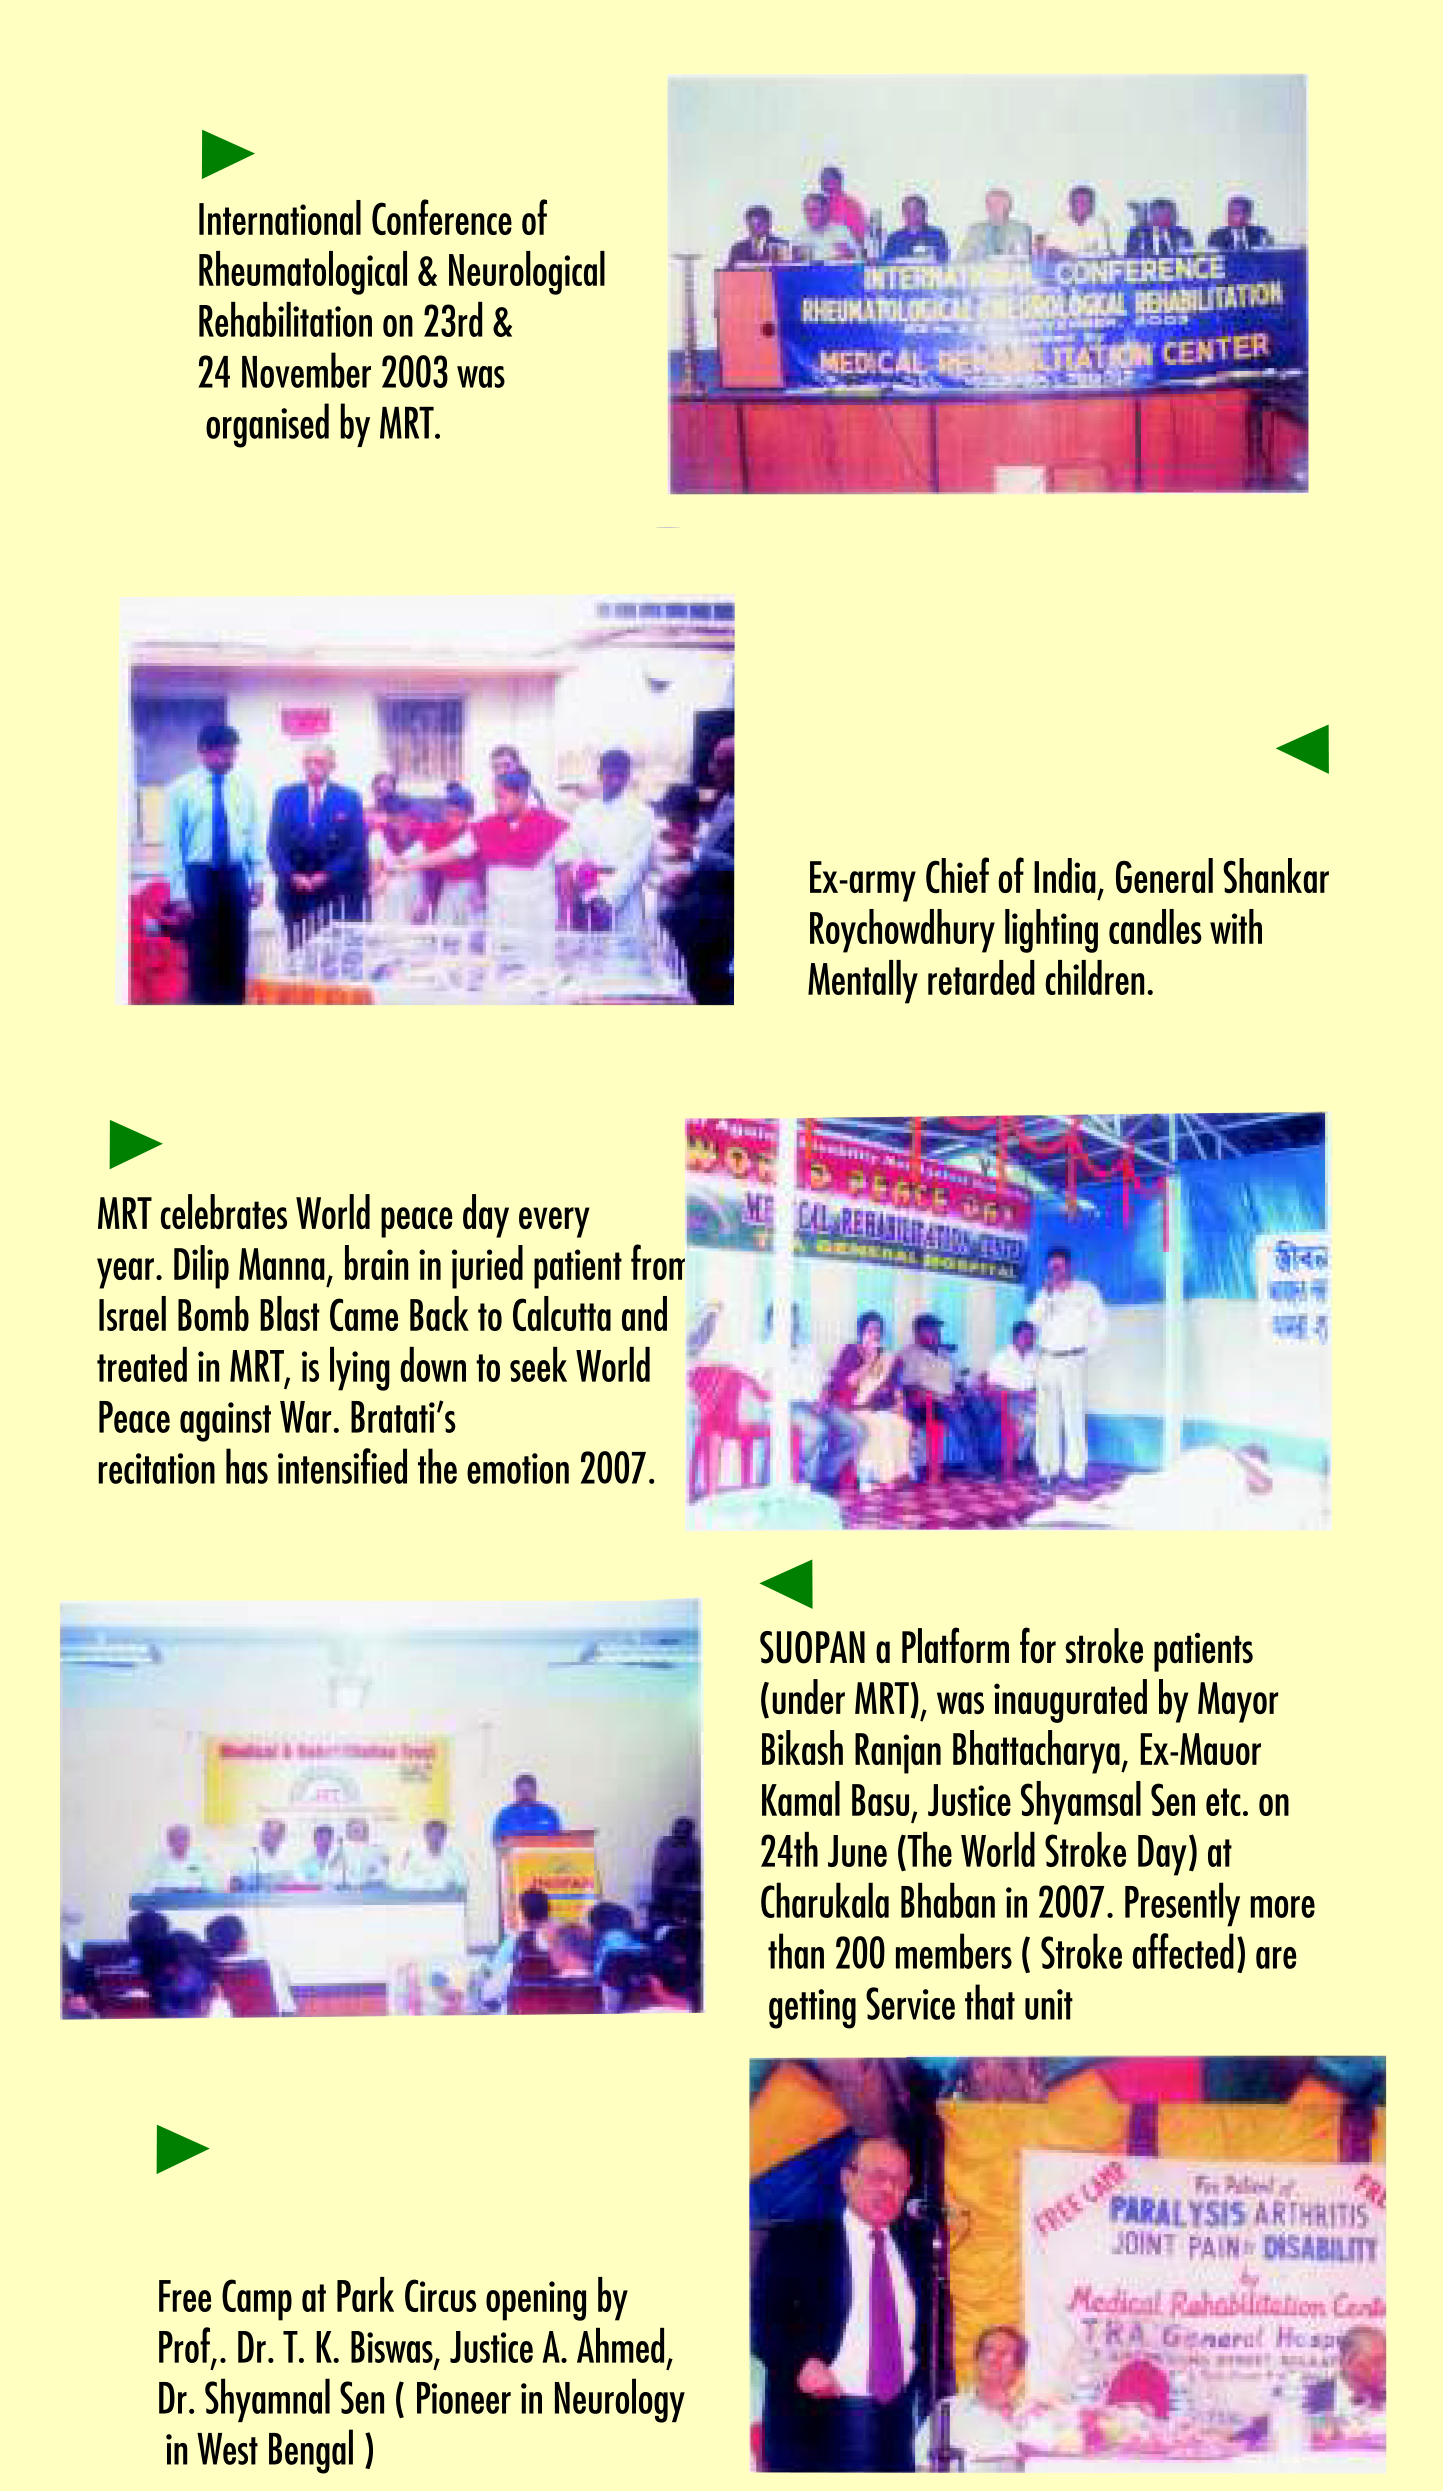 International Conference of
Rheumatological & Neurological
Rehabilitation on 23rd &
24 November 2003 was
organised by MRT.
INTERNATIONAL CONFERENCE
RHEUMATOLOGICAL & NEUROLOGICAL REHABILITATION
MEDICAL REHABILITATION CENTER
Ex-army Chief of India, General Shankar
Roychowdhury lighting candles with
Mentally retarded children.
MRT celebrates World peace day every
year. Dilip Manna, brain in juried patient from
Israel Bomb Blast Came Back to Calcutta and
treated in MRT, is lying down to seek World
Peace against War. Bratati's
recitation has intensified the emotion 2007.
WORLD PEACE DAY
MEDICAL REHABILITATION CENTER
GENERAL HOSPITAL
SUOPAN a Platform for stroke patients
(under MRT), was inaugurated by Mayor
Bikash Ranjan Bhattacharya, Ex-Mauor
Kamal Basu, Justice Shyamsal Sen etc. on
24th June (The World Stroke Day) at
Charukala Bhaban in 2007. Presently more
than 200 members ( Stroke affected) are
getting Service that unit
Free Camp at Park Circus opening by
Prof,. Dr. T. K. Biswas, Justice A. Ahmed,
Dr. Shyamnal Sen ( Pioneer in Neurology
in West Bengal )
FREE CAMP
For Patient of
FRE
PARALYSIS ARTHRITIS
JOINT PAIN & DISABILITY
by
Medical Rehabilitation Cente
T R A General Hosp